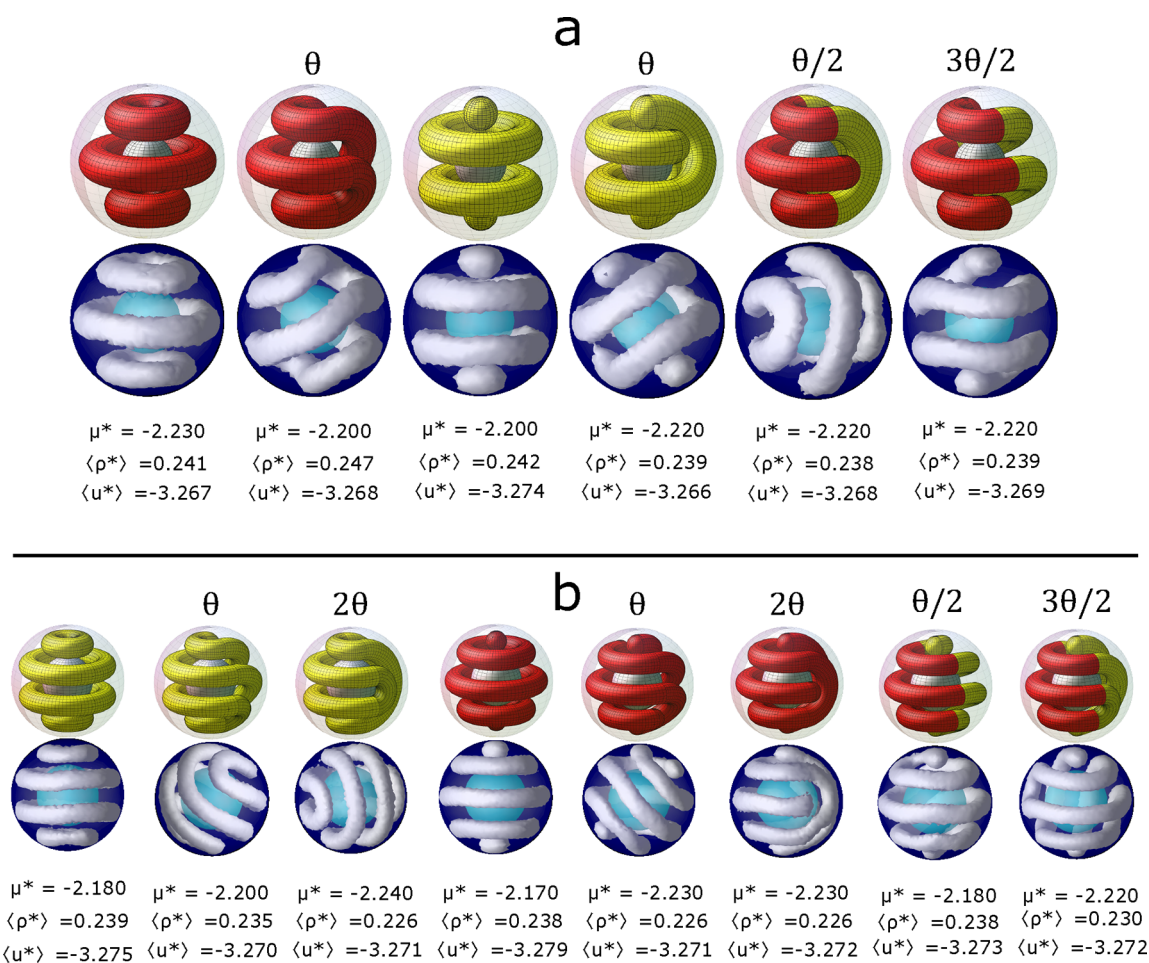 a
θ θ θ/2 3θ/2
μ* = -2.230 μ* = -2.200 μ* = -2.200 μ* = -2.220 μ* = -2.220 μ* = -2.220
⟨ρ*⟩ =0.241 ⟨ρ*⟩ =0.247 ⟨ρ*⟩ =0.242 ⟨ρ*⟩ =0.239 ⟨ρ*⟩ =0.238 ⟨ρ*⟩ =0.239
⟨u*⟩ =-3.267 ⟨u*⟩ =-3.268 ⟨u*⟩ =-3.274 ⟨u*⟩ =-3.266 ⟨u*⟩ =-3.268 ⟨u*⟩ =-3.269
b
θ 2θ θ 2θ θ/2 3θ/2
μ* = -2.180 μ* = -2.200 μ* = -2.240 μ* = -2.170 μ* = -2.230 μ* = -2.230 μ* = -2.180 μ* = -2.220
⟨ρ*⟩ =0.239 ⟨ρ*⟩ =0.235 ⟨ρ*⟩ =0.226 ⟨ρ*⟩ =0.238 ⟨ρ*⟩ =0.226 ⟨ρ*⟩ =0.226 ⟨ρ*⟩ =0.238 ⟨ρ*⟩ =0.230
⟨u*⟩ =-3.275 ⟨u*⟩ =-3.270 ⟨u*⟩ =-3.271 ⟨u*⟩ =-3.279 ⟨u*⟩ =-3.271 ⟨u*⟩ =-3.272 ⟨u*⟩ =-3.273 ⟨u*⟩ =-3.272